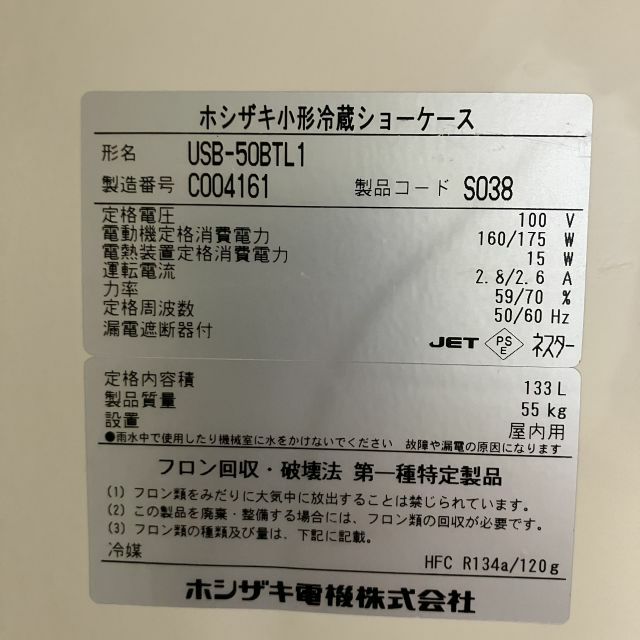 ホシザキ小形冷蔵ショーケース
形名 USB-50BTL1
製造番号 C004161 製品コード S038
定格電圧 100 V
電動機定格消費電力 160/175 W
電熱装置定格消費電力 15 W
運転電流 2.8/2.6 A
力率 59/70 %
定格周波数 50/60 Hz
漏電遮断器付 JET PSE ネスター
定格内容積 133 L
製品質量 55 kg
設置 屋内用
●雨水中で使用したり機械室に水をかけないでください 故障や漏電の原因になります
フロン回収・破壊法 第一種特定製品
(1) フロン類をみだりに大気中に放出することは禁じられています。
(2) この製品を廃棄・整備する場合には、フロン類の回収が必要です。
(3) フロン類の種類及び量は、下記に記載。
冷媒 HFC R134a/120g
ホシザキ電機株式会社